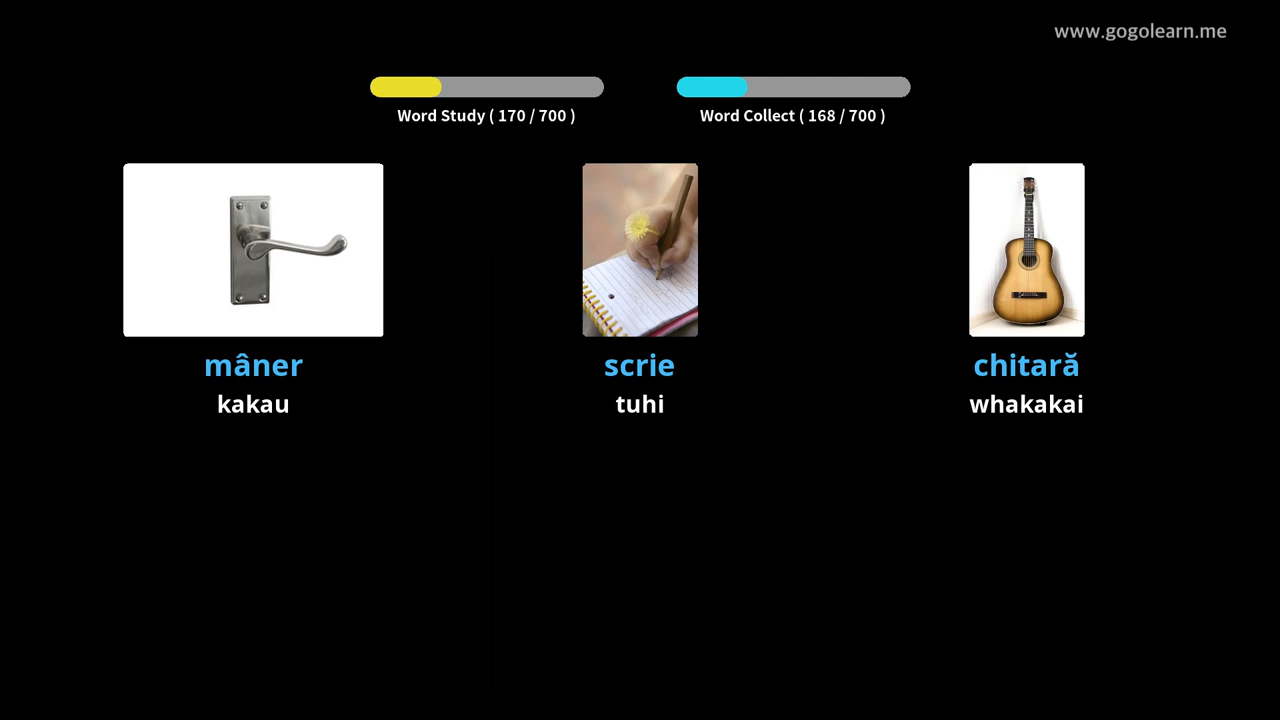 www.gogolearn.me
Word Study ( 170 / 700 )
Word Collect ( 168 / 700 )
mâner
kakau
scrie
tuhi
chitară
whakakai